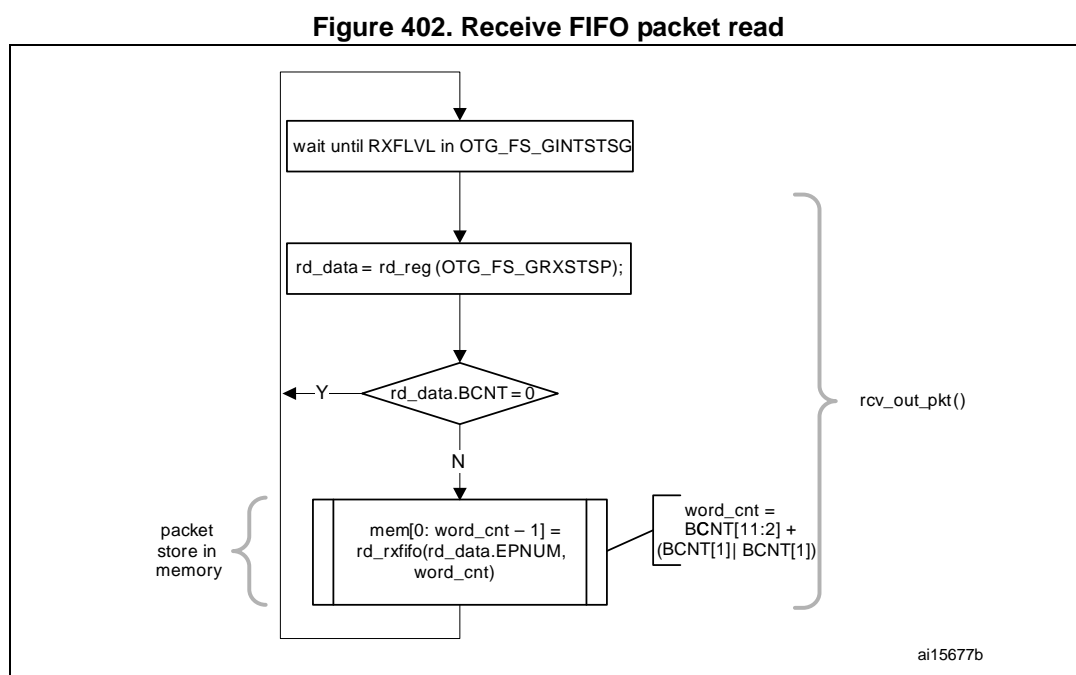 Figure 402. Receive FIFO packet read
wait until RXFLVL in OTG_FS_GINTSTSG
rd_data = rd_reg (OTG_FS_GRXSTSP);
rd_data.BCNT = 0
Y
N
rcv_out_pkt()
packet
store in
memory
mem[0: word_cnt – 1] =
rd_rxfifo(rd_data.EPNUM,
word_cnt)
word_cnt =
BCNT[11:2] +
(BCNT[1]| BCNT[1])
ai15677b